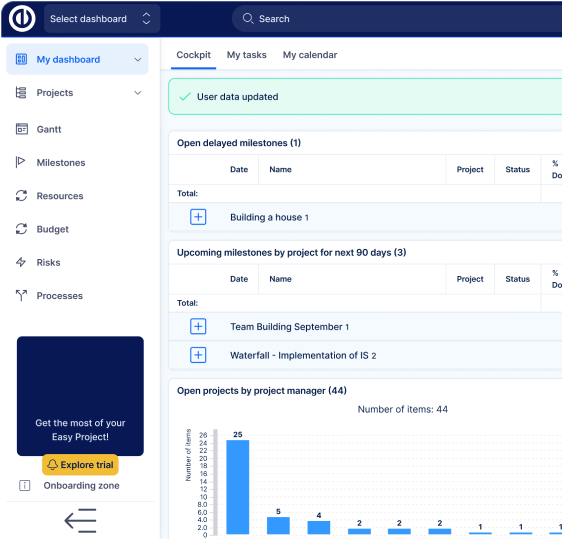 Select dashboard
Search
My dashboard
Projects
Gantt
Milestones
Resources
Budget
Risks
Processes
Get the most of your
Easy Project!
Explore trial
Onboarding zone
Cockpit My tasks My calendar
User data updated
Open delayed milestones (1)
Date Name Project Status %
Do
Total:
Building a house 1
Upcoming milestones by project for next 90 days (3)
Date Name Project Status %
Do
Total:
Team Building September 1
Waterfall - Implementation of IS 2
Open projects by project manager (44)
Number of items: 44
Number of items
26
24
22
20
18
16
14
12
10
8.0
6.0
4.0
2.0
0
25 5 4 2 2 2 1 1 1